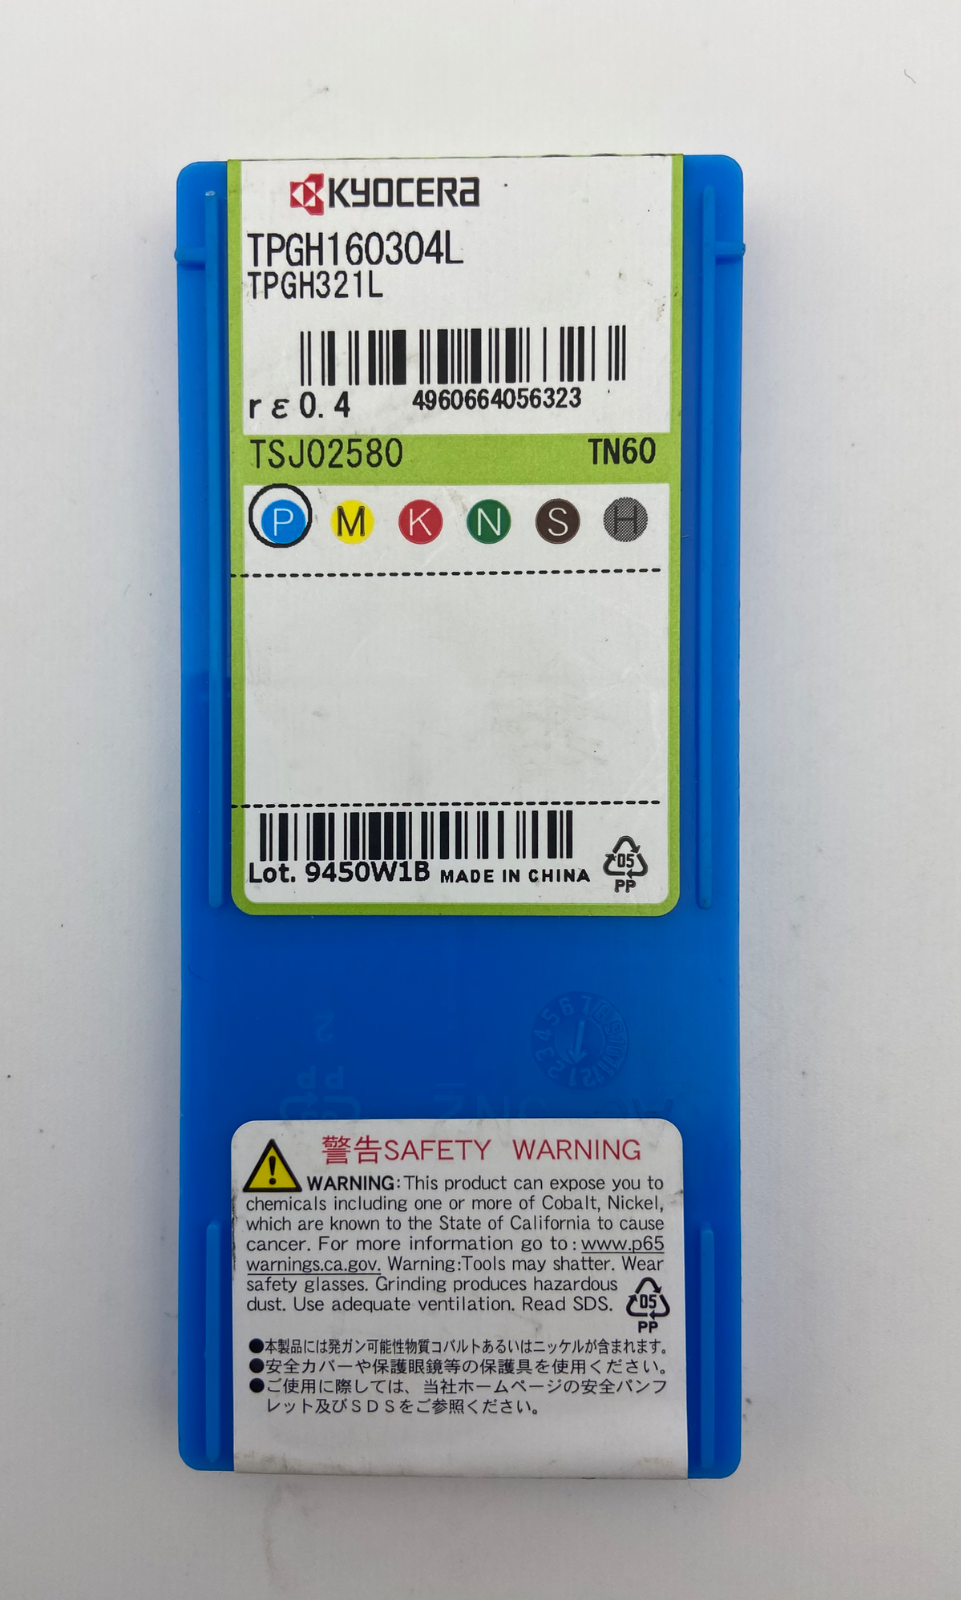 KYOCERA
TPGH160304L
TPGH321L
rε0.4 4960664056323
TSJ02580 TN60
P M K N S H
Lot. 9450W1B MADE IN CHINA
05
PP
2
PP
警告SAFETY WARNING
WARNING:This product can expose you to
chemicals including one or more of Cobalt, Nickel,
which are known to the State of California to cause
cancer. For more information go to: www.p65
warnings.ca.gov. Warning:Tools may shatter. Wear
safety glasses. Grinding produces hazardous
dust. Use adequate ventilation. Read SDS.
05
PP
●本製品には発ガン可能性物質コバルトあるいはニッケルが含まれます。
●安全カバーや保護眼鏡等の保護具を使用ください。
●ご使用に際しては、当社ホームページの安全パンフ
レット及びSDSをご参照ください。